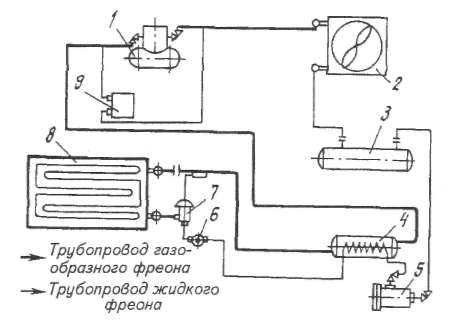 1
2
3
4
5
6
7
8
9
Трубопровод газо-
образного фреона
Трубопровод жидкого
фреона